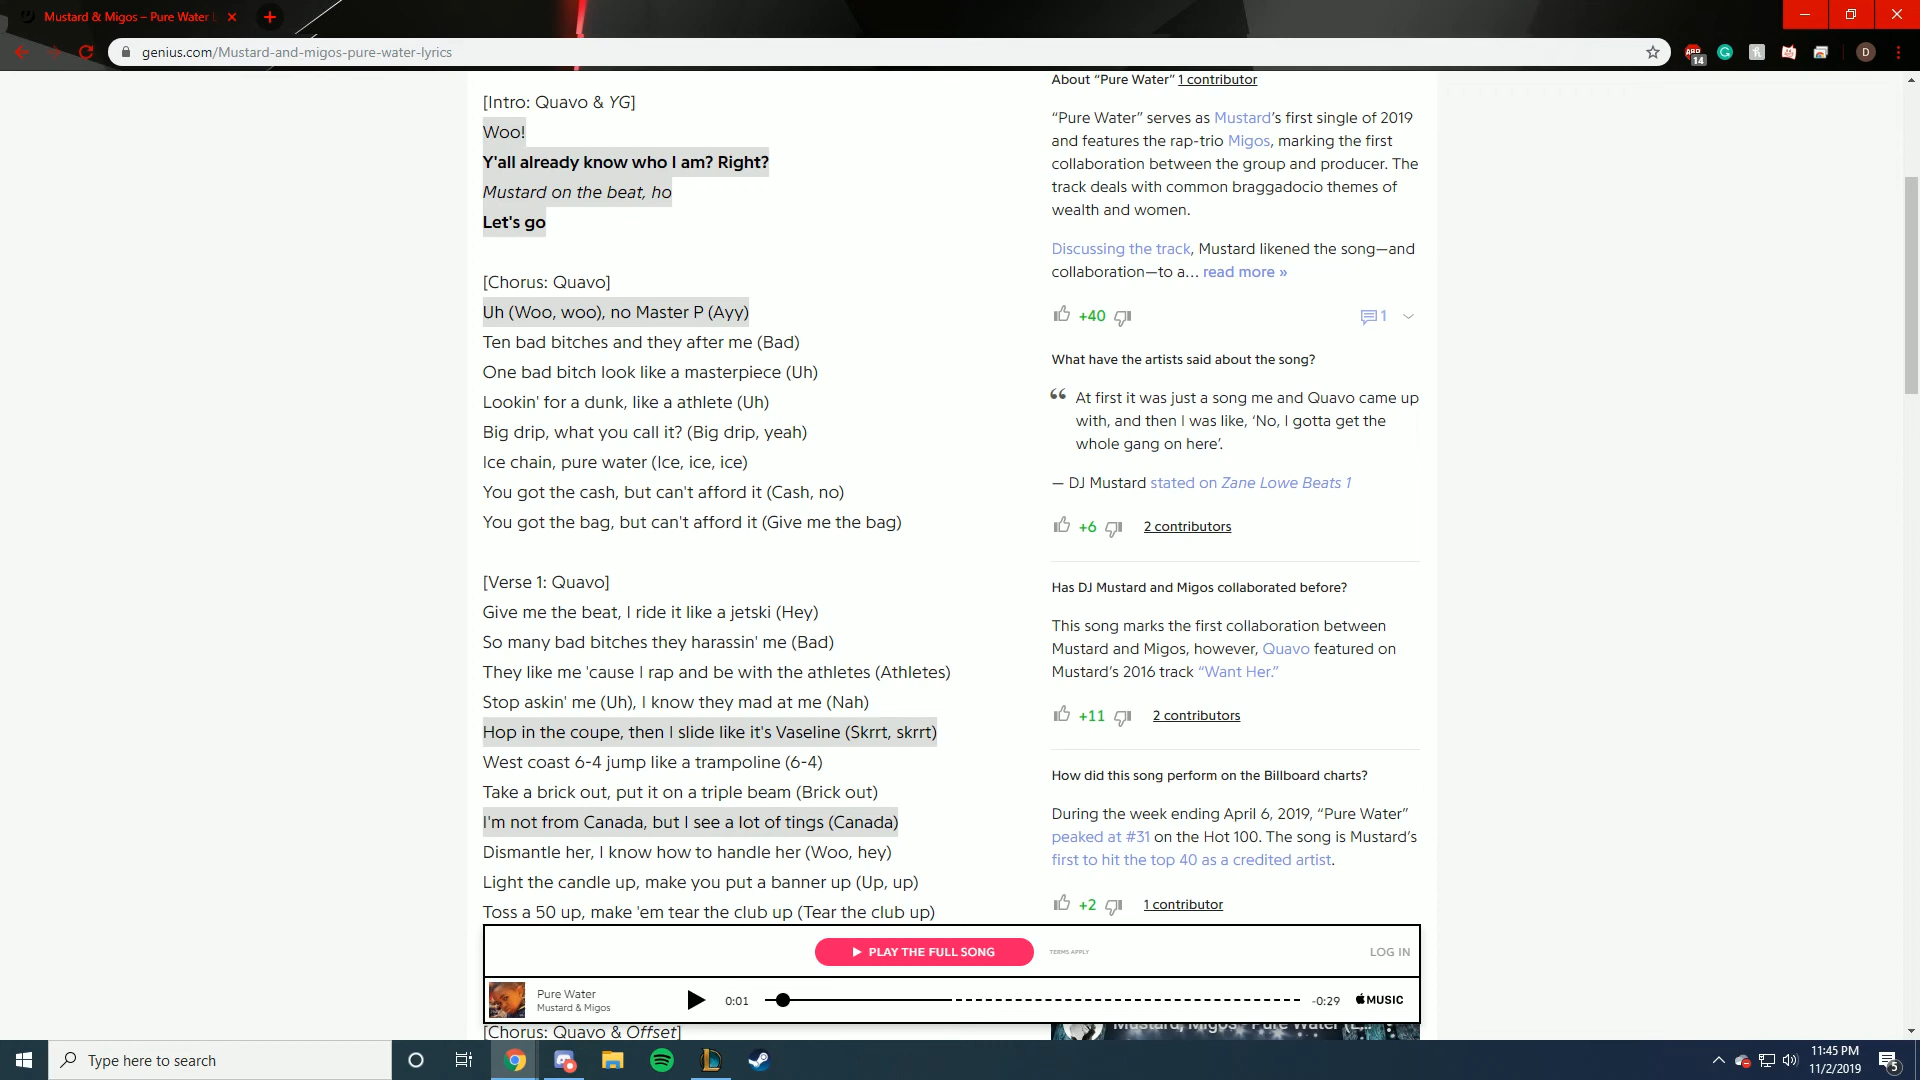 Mustard & Migos – Pure Water
genius.com/Mustard-and-migos-pure-water-lyrics
ABP
14
D
[Intro: Quavo & YG]
Woo!
Y'all already know who I am? Right?
Mustard on the beat, ho
Let's go
[Chorus: Quavo]
Uh (Woo, woo), no Master P (Ayy)
Ten bad bitches and they after me (Bad)
One bad bitch look like a masterpiece (Uh)
Lookin' for a dunk, like a athlete (Uh)
Big drip, what you call it? (Big drip, yeah)
Ice chain, pure water (Ice, ice, ice)
You got the cash, but can't afford it (Cash, no)
You got the bag, but can't afford it (Give me the bag)
[Verse 1: Quavo]
Give me the beat, I ride it like a jetski (Hey)
So many bad bitches they harassin' me (Bad)
They like me 'cause I rap and be with the athletes (Athletes)
Stop askin' me (Uh), I know they mad at me (Nah)
Hop in the coupe, then I slide like it's Vaseline (Skrrt, skrrt)
West coast 6-4 jump like a trampoline (6-4)
Take a brick out, put it on a triple beam (Brick out)
I'm not from Canada, but I see a lot of tings (Canada)
Dismantle her, I know how to handle her (Woo, hey)
Light the candle up, make you put a banner up (Up, up)
Toss a 50 up, make 'em tear the club up (Tear the club up)
[Chorus: Quavo & Offset]
About “Pure Water” 1 contributor
“Pure Water” serves as Mustard’s first single of 2019
and features the rap-trio Migos, marking the first
collaboration between the group and producer. The
track deals with common braggadocio themes of
wealth and women.
Discussing the track, Mustard likened the song—and
collaboration—to a… read more »
+40
1
What have the artists said about the song?
“ At first it was just a song me and Quavo came up
with, and then I was like, ‘No, I gotta get the
whole gang on here’.
— DJ Mustard stated on Zane Lowe Beats 1
+6 2 contributors
Has DJ Mustard and Migos collaborated before?
This song marks the first collaboration between
Mustard and Migos, however, Quavo featured on
Mustard’s 2016 track “Want Her.”
+11 2 contributors
How did this song perform on the Billboard charts?
During the week ending April 6, 2019, “Pure Water”
peaked at #31 on the Hot 100. The song is Mustard’s
first to hit the top 40 as a credited artist.
+2 1 contributor
Mustard, Migos - Pure Water
PLAY THE FULL SONG
TERMS APPLY
LOG IN
Pure Water
Mustard & Migos
0:01
-0:29
MUSIC
Type here to search
11:45 PM
11/2/2019
5